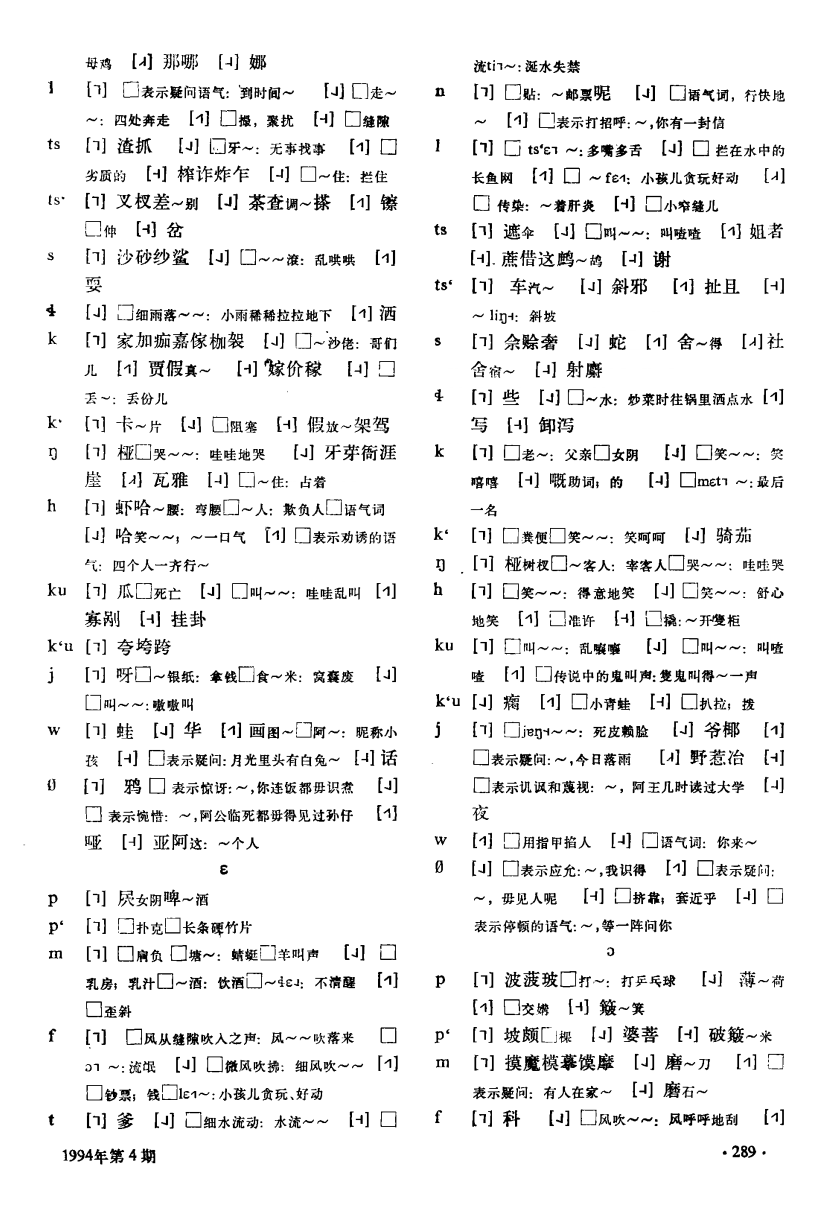 母鸡 [˩˧] 那哪 [˧] 娜
l [˥] □表示疑问语气: 到时间～ [˩]□走～
～: 四处奔走 [˧˥] □操, 聚扰 [˧] □缝隙
ts [˥] 渣抓 [˩] □牙～: 无事找事 [˧˥] □
劣质的 [˧] 榨诈炸乍 [˨] □～住: 拦住
ts‘ [˥] 叉杈差～别 [˩] 茶查调～搽 [˧˥] 镲
□伸 [˧] 岔
s [˥] 沙砂纱鲨 [˩] □～～滚: 乱哄哄 [˧˥]
耍
ɬ [˩] □细雨落～～: 小雨稀稀拉拉地下 [˧˥] 洒
k [˥] 家加痂嘉傢枷袈 [˩] □～沙佬: 哥们
儿 [˧˥] 贾假真～ [˧] 嫁价稼 [˨] □
丢～: 丢份儿
k‘ [˥] 卡～片 [˩] □阻塞 [˧] 假放～架驾
ŋ [˥] 桠□哭～～: 哇哇地哭 [˩] 牙芽衙涯
崖 [˩˧] 瓦雅 [˨] □～住: 占着
h [˥] 虾哈～腰: 弯腰□～人: 欺负人□语气词
[˩] 哈笑～～; ～一口气 [˧˥] □表示劝诱的语
气: 四个人一齐行～
ku [˥] 瓜□死亡 [˩] □叫～～: 哇哇乱叫 [˧˥]
寡剐 [˧] 挂卦
k‘u [˥] 夸垮跨
j [˥] 呀□～银纸: 拿钱□食～米: 窝囊废 [˩]
□叫～～: 嗷嗷叫
w [˥] 蛙 [˩] 华 [˧˥] 画图～□阿～: 昵称小
孩 [˧] □表示疑问: 月光里头有白兔～ [˨] 话
∅ [˥] 鸦 □ 表示惊讶: ～, 你连饭都毋识煮 [˩]
□ 表示惋惜: ～, 阿公临死都毋得见过孙仔 [˧˥]
哑 [˧] 亚阿这: ～个人
ɛ
p [˥] 屄女阴啤～酒
p‘ [˥] □扑克□长条硬竹片
m [˥] □肩负 □塘～: 蜻蜓□羊叫声 [˩] □
乳房; 乳汁□～酒: 饮酒□～ɬɛ˩: 不清醒 [˧˥]
□歪斜
f [˥] □风从缝隙吹入之声: 风～～吹落来 □
ɔ˥ ～: 流氓 [˩] □微风吹拂: 细风吹～～ [˧˥]
□钞票; 钱□lɛ˧˥～: 小孩儿贪玩、好动
t [˥] 爹 [˩] □细水流动: 水流～～ [˧] □
流ti˥～: 涎水失禁
n [˥] □贴: ～邮票呢 [˩] □语气词, 行快地
～ [˧˥] □表示打招呼: ～, 你有一封信
l [˥] □ ts‘ɛ˥ ～: 多嘴多舌 [˩] □ 拦在水中的
长鱼网 [˧˥] □ ～ fɛ˧˥: 小孩儿贪玩好动 [˩˧]
□ 传染: ～着肝炎 [˧] □小窄缝儿
ts [˥] 遮伞 [˩] □叫～～: 叫喳喳 [˧˥] 姐者
[˧] 蔗借这鹧～鸪 [˨] 谢
ts‘ [˥] 车汽～ [˩] 斜邪 [˧˥] 扯且 [˧]
～ liŋ˧: 斜坡
s [˥] 佘赊奢 [˩] 蛇 [˧˥] 舍～得 [˩˧] 社
舍宿～ [˨] 射麝
ɬ [˥] 些 [˩] □～水: 炒菜时往锅里洒点水 [˧˥]
写 [˧] 卸泻
k [˥] □老～: 父亲□女阴 [˩] □笑～～: 笑
嘻嘻 [˧] 嘅助词; 的 [˨] □mɛt˥ ～: 最后
一名
k‘ [˥] □粪便□笑～～: 笑呵呵 [˩] 骑茄
ŋ [˥] 桠树杈□～客人: 宰客人□哭～～: 哇哇哭
h [˥] □笑～～: 得意地笑 [˩] □笑～～: 舒心
地笑 [˧˥] □准许 [˧] □撬: ～开隻柜
ku [˥] □叫～～: 乱嚷嚷 [˩] □叫～～: 叫喳
喳 [˧˥] □传说中的鬼叫声: 隻鬼叫得～一声
k‘u [˩] 瘸 [˧˥] □小青蛙 [˧] □扒拉; 拨
j [˥] □jɛŋ˧～～: 死皮赖脸 [˩] 爷椰 [˧˥]
□表示疑问: ～, 今日落雨 [˩˧] 野惹冶 [˧]
□表示讥讽和蔑视: ～, 阿王几时读过大学 [˨]
夜
w [˧˥] □用指甲掐人 [˨] □语气词: 你来～
∅ [˩] □表示应允: ～, 我识得 [˧˥] □表示疑问:
～, 毋见人呢 [˧] □挤靠; 套近乎 [˨] □
表示停顿的语气: ～, 等一阵问你
ɔ
p [˥] 波菠玻□打～: 打乒乓球 [˩] 薄～荷
[˧˥] □交媾 [˧] 簸～箕
p‘ [˥] 坡颇□棵 [˩] 婆菩 [˧] 破簸～米
m [˥] 摸魔模摹馍摩 [˩] 磨～刀 [˧˥] □
表示疑问: 有人在家～ [˨] 磨石～
f [˥] 科 [˩] □风吹～～: 风呼呼地刮 [˧˥]
1994年第4期
·289·